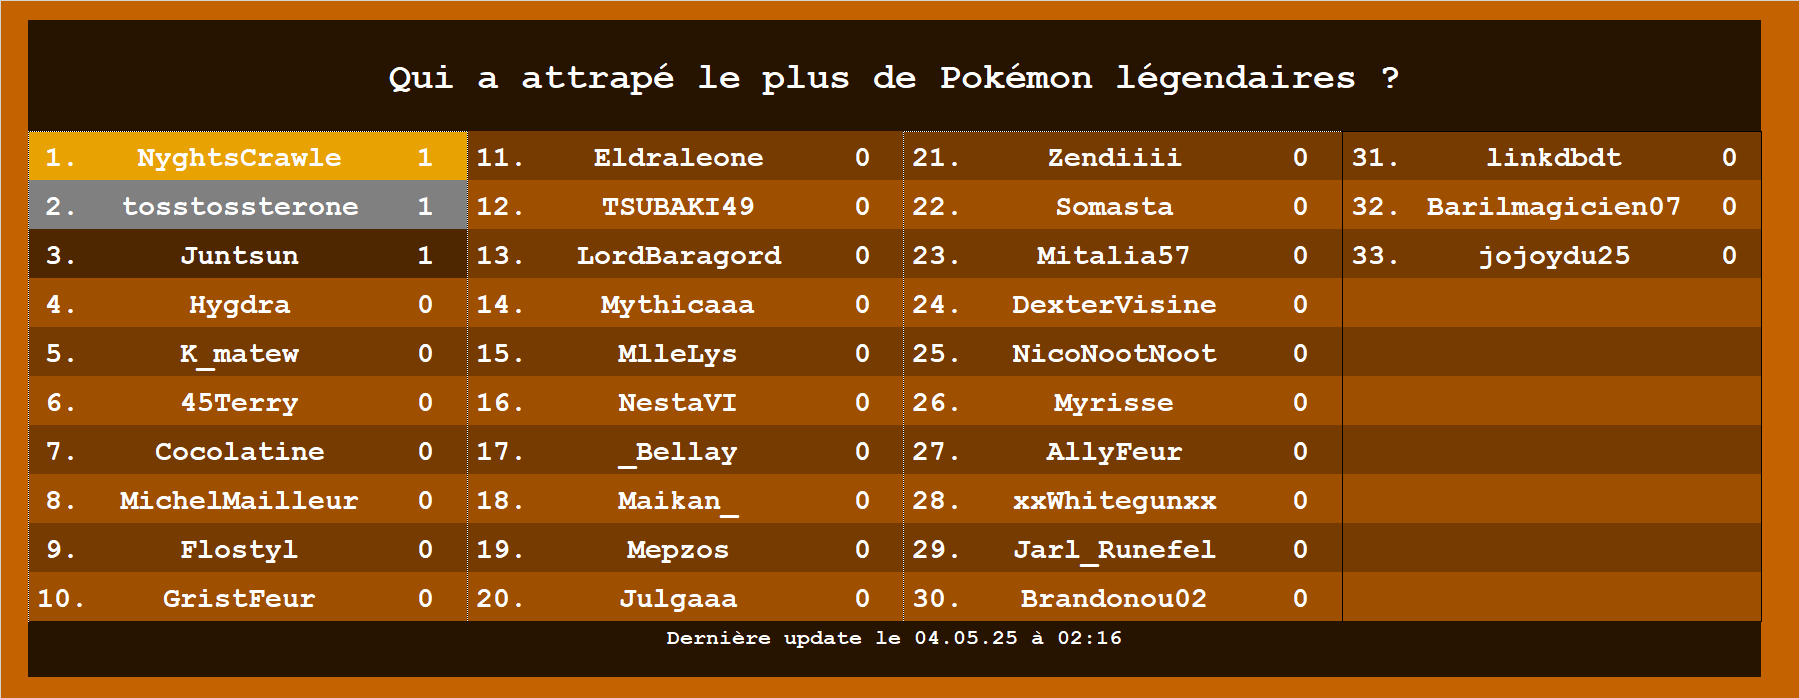 Qui a attrapé le plus de Pokémon légendaires ?
1. NyghtsCrawle 1 11. Eldraleone 0 21. Zendiiii 0 31. linkdbdt 0
2. tosstossterone 1 12. TSUBAKI49 0 22. Somasta 0 32. Barilmagicien07 0
3. Juntsun 1 13. LordBaragord 0 23. Mitalia57 0 33. jojoydu25 0
4. Hygdra 0 14. Mythicaaa 0 24. DexterVisine 0
5. K_matew 0 15. MlleLys 0 25. NicoNootNoot 0
6. 45Terry 0 16. NestaVI 0 26. Myrisse 0
7. Cocolatine 0 17. _Bellay 0 27. AllyFeur 0
8. MichelMailleur 0 18. Maikan_ 0 28. xxWhitegunxx 0
9. Flostyl 0 19. Mepzos 0 29. Jarl_Runefel 0
10. GristFeur 0 20. Julgaaa 0 30. Brandonou02 0
Dernière update le 04.05.25 à 02:16